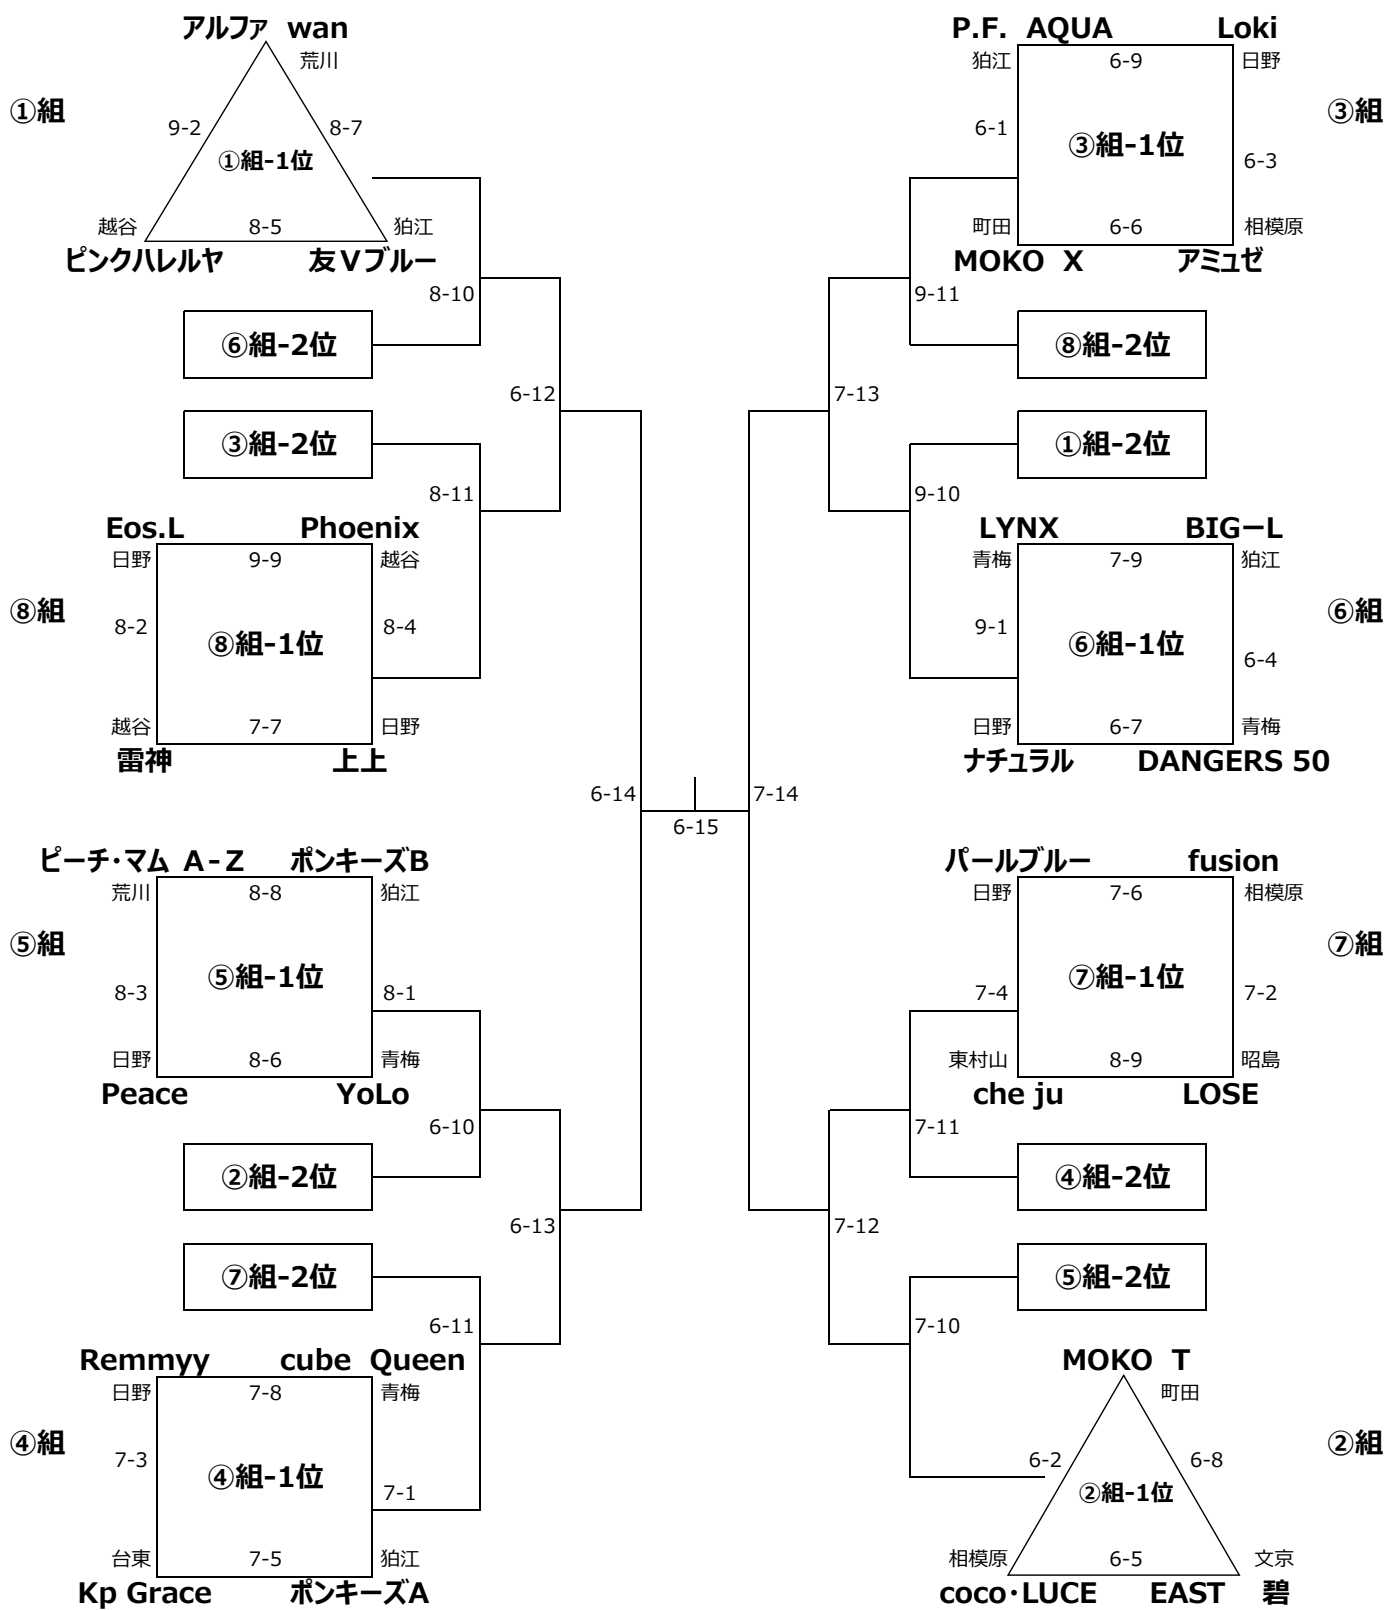 アルファ wan
荒川
①組
9-2
8-7
①組-1位
越谷
8-5
狛江
ピンクハレルヤ
友Vブルー
8-10
⑥組-2位
6-12
③組-2位
8-11
Eos.L
Phoenix
日野
9-9
越谷
⑧組
8-2
⑧組-1位
8-4
越谷
7-7
日野
雷神
上上
6-14
ピーチ・マム A-Z
ポンキーズB
荒川
8-8
狛江
⑤組
⑤組-1位
8-3
8-1
日野
8-6
青梅
Peace
YoLo
6-10
②組-2位
6-13
⑦組-2位
6-11
Remmyy
cube Queen
日野
7-8
青梅
④組
7-3
④組-1位
7-1
台東
7-5
狛江
Kp Grace
ポンキーズA
6-15
P.F. AQUA
Loki
狛江
6-9
日野
③組
6-1
③組-1位
6-3
町田
6-6
相模原
MOKO X
アミュゼ
9-11
⑧組-2位
7-13
①組-2位
9-10
LYNX
BIGーL
青梅
7-9
狛江
⑥組
9-1
⑥組-1位
6-4
日野
6-7
青梅
ナチュラル
DANGERS 50
7-14
パールブルー
fusion
日野
7-6
相模原
⑦組
⑦組-1位
7-4
7-2
東村山
8-9
昭島
che ju
LOSE
7-11
④組-2位
7-12
⑤組-2位
7-10
MOKO T
町田
②組
6-2
6-8
②組-1位
相模原
6-5
文京
coco・LUCE
EAST 碧